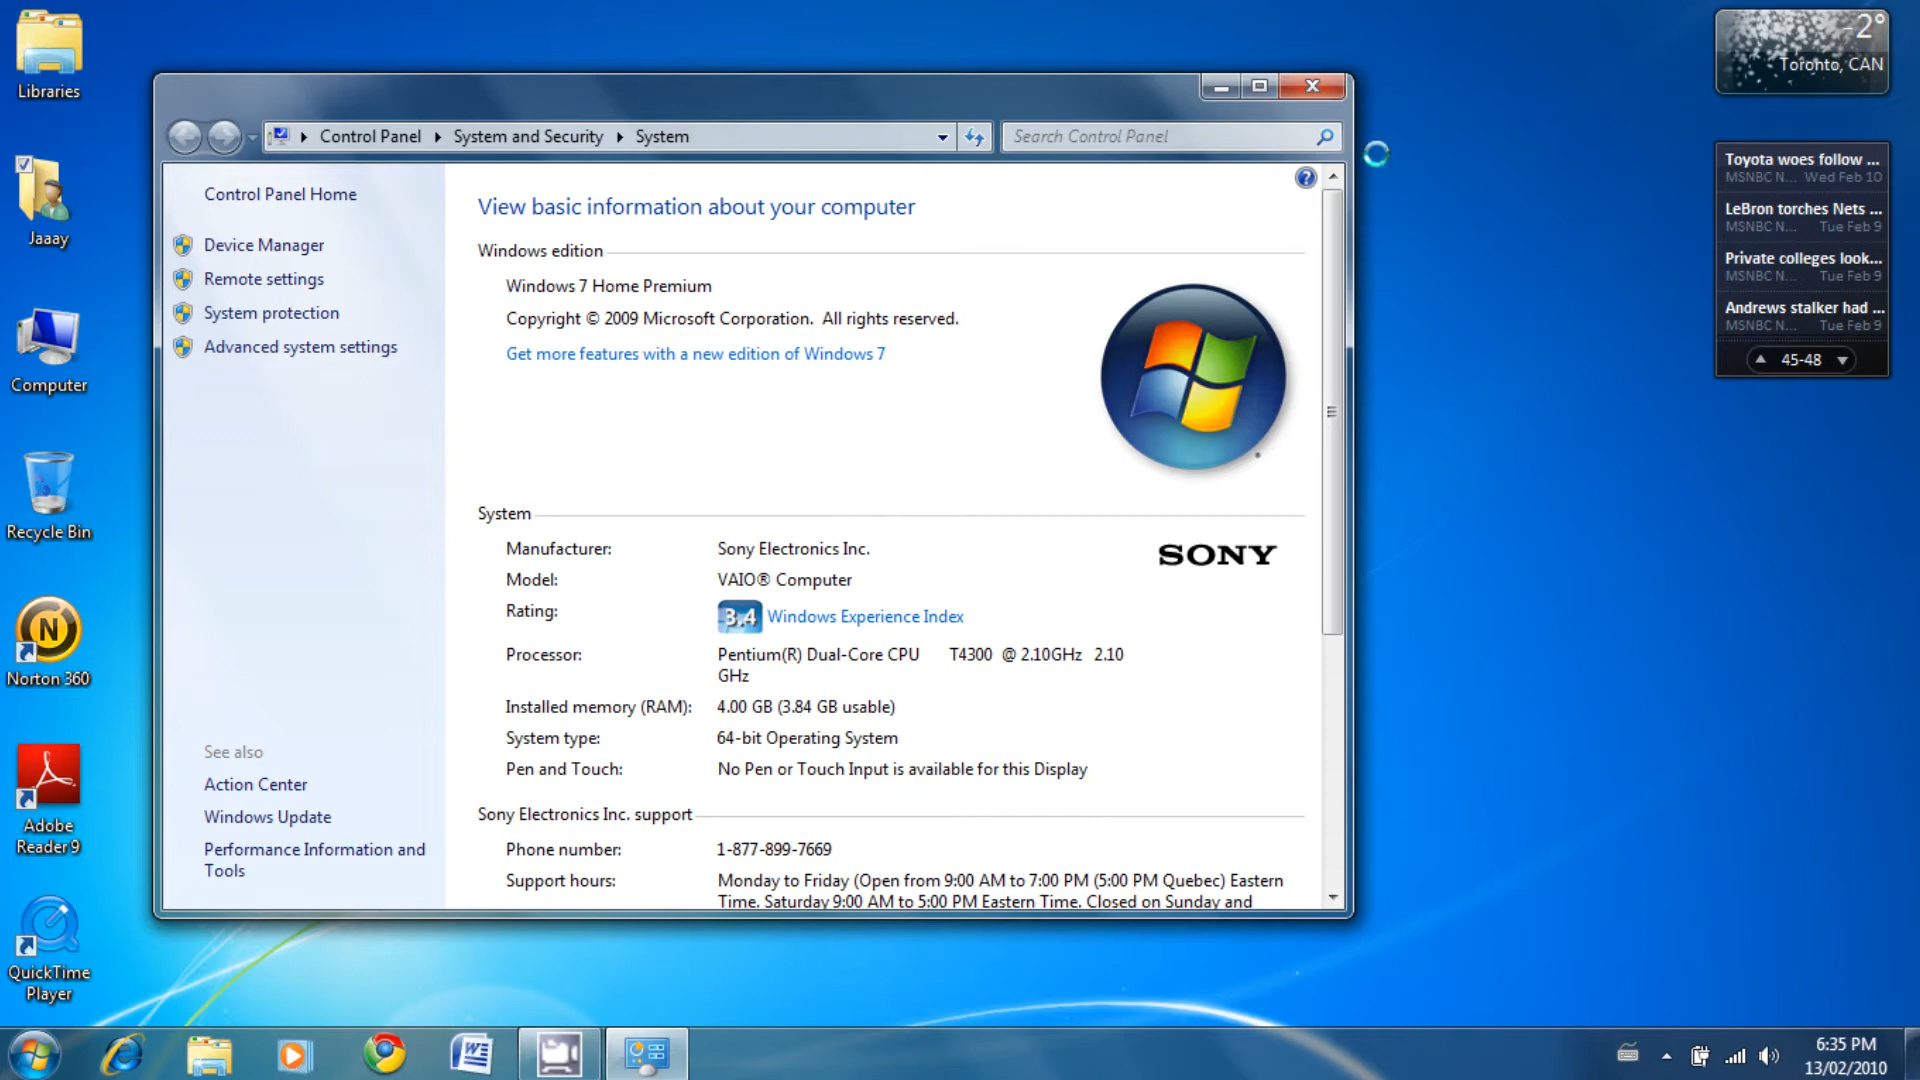 Libraries
Jaaay
Computer
Recycle Bin
N
Norton 360
Adobe
Reader 9
QuickTime
Player
Control Panel
System and Security
System
Search Control Panel
Control Panel Home
Device Manager
Remote settings
System protection
Advanced system settings
See also
Action Center
Windows Update
Performance Information and
Tools
View basic information about your computer
Windows edition
Windows 7 Home Premium
Copyright © 2009 Microsoft Corporation. All rights reserved.
Get more features with a new edition of Windows 7
System
Manufacturer: Sony Electronics Inc.
SONY
Model: VAIO® Computer
Rating: 3.4 Windows Experience Index
Processor: Pentium(R) Dual-Core CPU T4300 @ 2.10GHz 2.10
GHz
Installed memory (RAM): 4.00 GB (3.84 GB usable)
System type: 64-bit Operating System
Pen and Touch: No Pen or Touch Input is available for this Display
Sony Electronics Inc. support
Phone number: 1-877-899-7669
Support hours: Monday to Friday (Open from 9:00 AM to 7:00 PM (5:00 PM Quebec) Eastern
Time. Saturday 9:00 AM to 5:00 PM Eastern Time. Closed on Sunday and
-2°
Toronto, CAN
Toyota woes follow ...
MSNBC N... Wed Feb 10
LeBron torches Nets ...
MSNBC N... Tue Feb 9
Private colleges look...
MSNBC N... Tue Feb 9
Andrews stalker had ...
MSNBC N... Tue Feb 9
45-48
6:35 PM
13/02/2010